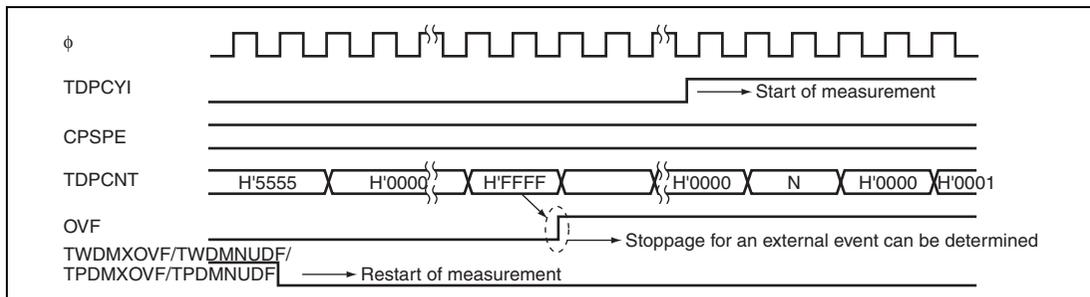 ϕ
TDPCYI
Start of measurement
CPSPE
TDPCNT
H'5555 H'0000 H'FFFF H'0000 N H'0000 H'0001
OVF
Stoppage for an external event can be determined
TWDMXOVF/TWDMNUDF/
TPDMXOVF/TPDMNUDF
Restart of measurement